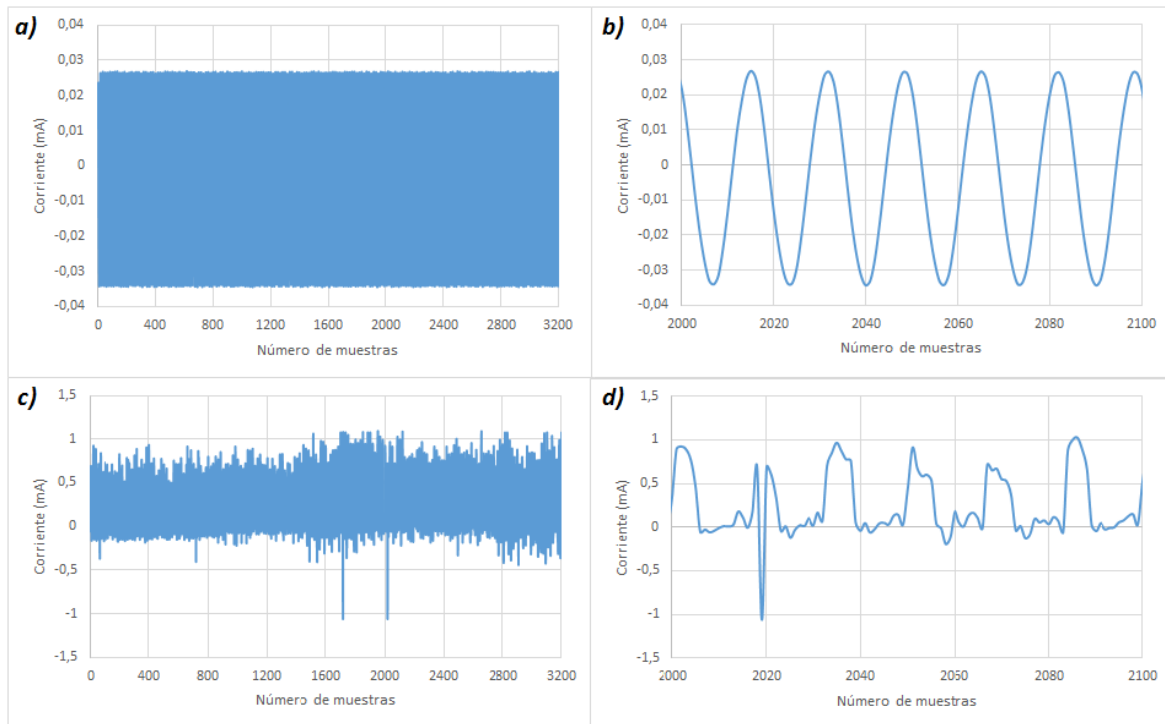 a)
0,04
0,03
0,02
0,01
0
-0,01
-0,02
-0,03
-0,04
Corriente (mA)
0 400 800 1200 1600 2000 2400 2800 3200
Número de muestras
b)
0,04
0,03
0,02
0,01
0
-0,01
-0,02
-0,03
-0,04
Corriente (mA)
2000 2020 2040 2060 2080 2100
Número de muestras
c)
1,5
1
0,5
0
-0,5
-1
-1,5
Corriente (mA)
0 400 800 1200 1600 2000 2400 2800 3200
Número de muestras
d)
1,5
1
0,5
0
-0,5
-1
-1,5
Corriente (mA)
2000 2020 2040 2060 2080 2100
Número de muestras